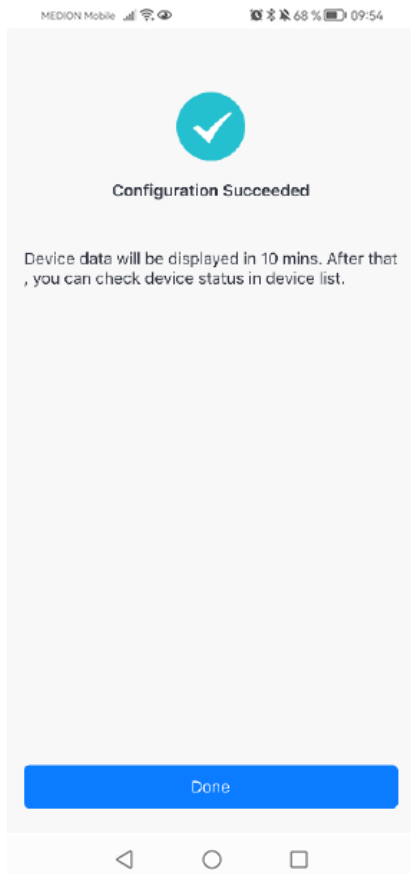 MEDION Mobile 68 % 09:54
Configuration Succeeded
Device data will be displayed in 10 mins. After that
, you can check device status in device list.
Done